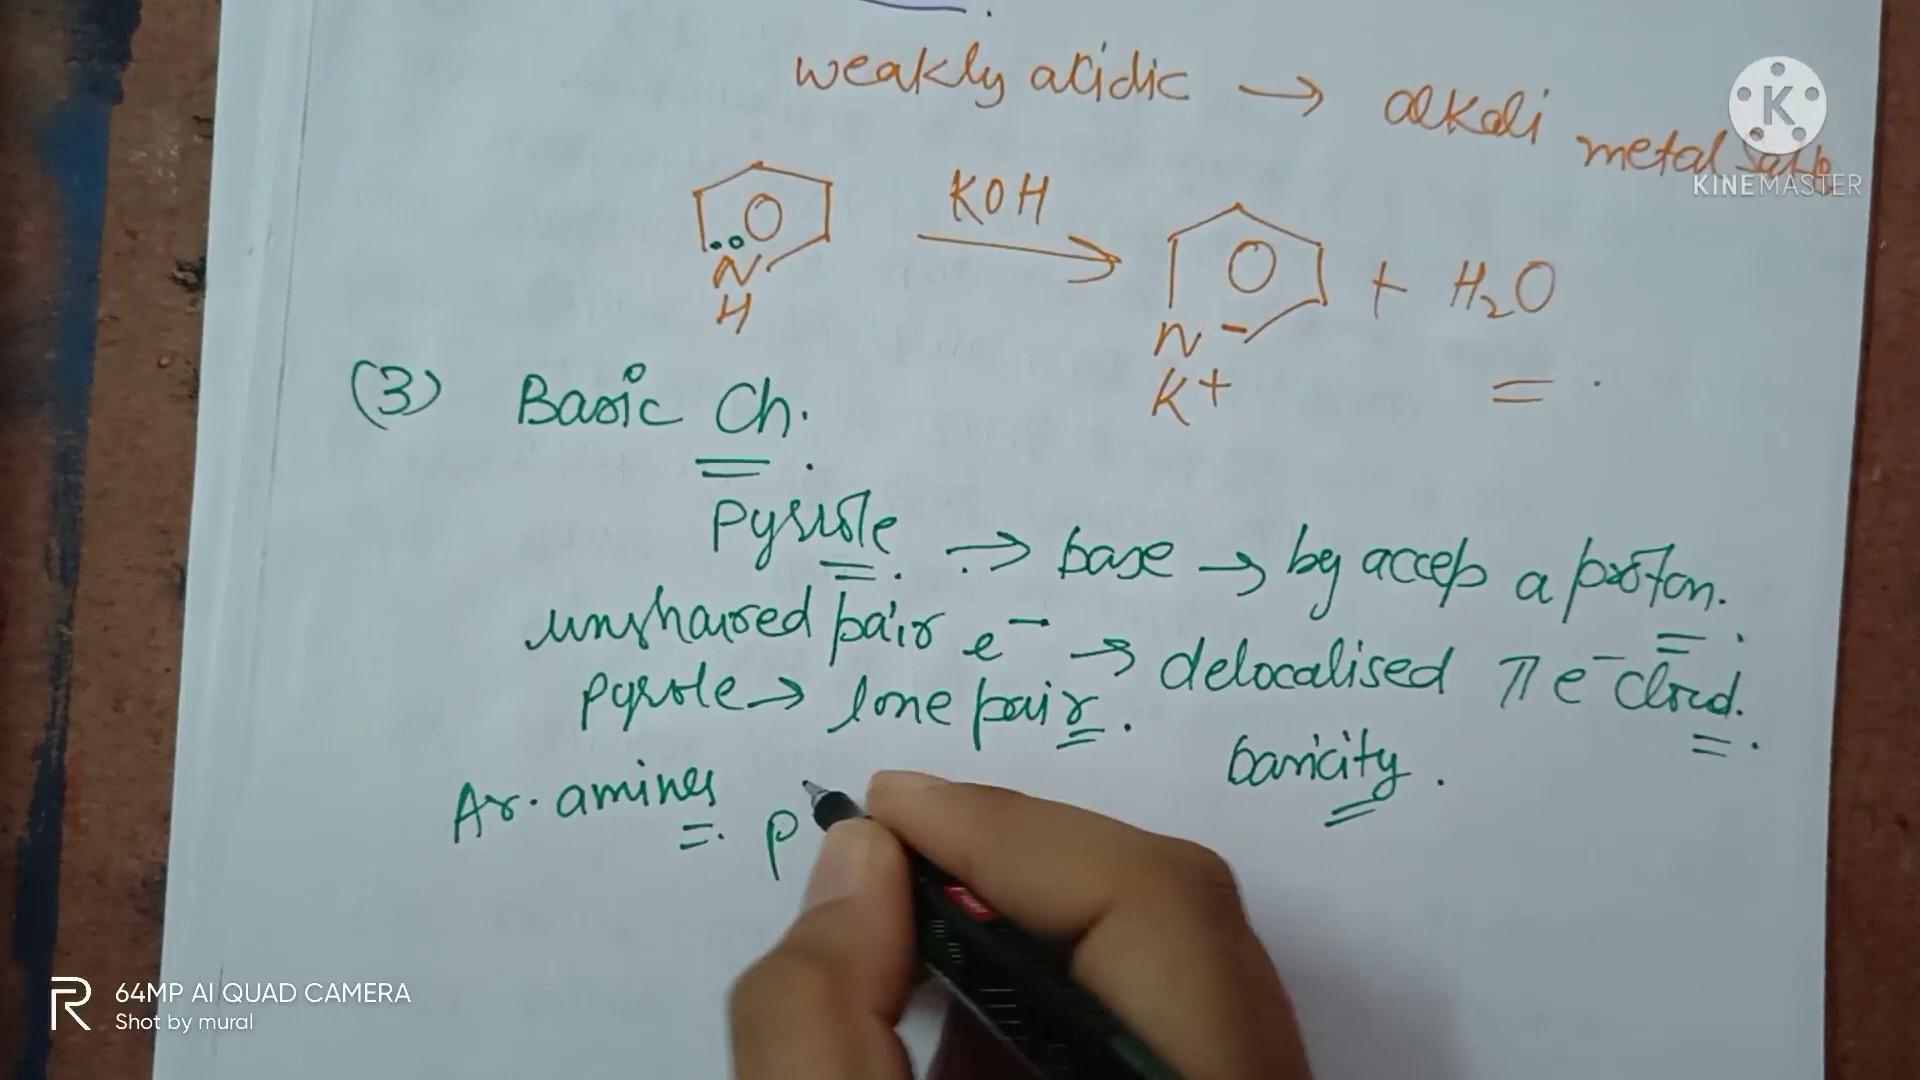 weakly acidic → alkali
metal salts
KINEMASTER
KOH
N
H
N -
K+
+ H2O
(3) Basic Ch.
pyrrole → base → by accep a proton.
unshared pair e- → delocalised π e- cloud.
pyrrole → lone pair.
basicity.
Ar. amines
p
64MP AI QUAD CAMERA
Shot by mural